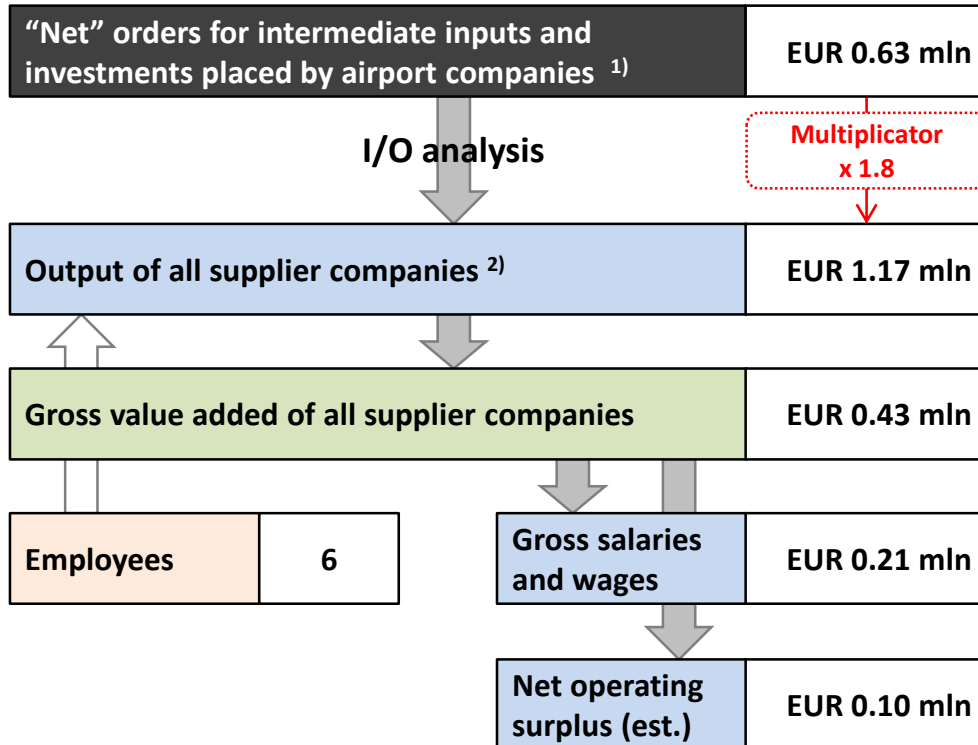 “Net” orders for intermediate inputs and
investments placed by airport companies 1)
EUR 0.63 mln
I/O analysis
Multiplicator
x 1.8
Output of all supplier companies 2)
EUR 1.17 mln
Gross value added of all supplier companies
EUR 0.43 mln
Employees
6
Gross salaries
and wages
EUR 0.21 mln
Net operating
surplus (est.)
EUR 0.10 mln